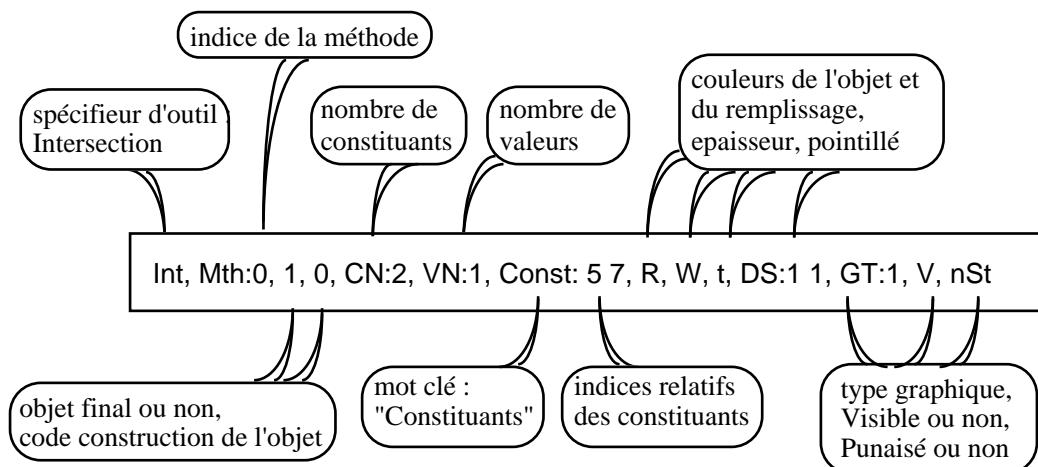 indice de la méthode
spécifieur d'outil :
Intersection
nombre de
constituants
nombre de
valeurs
couleurs de l'objet et
du remplissage,
epaisseur, pointillé
Int, Mth:0, 1, 0, CN:2, VN:1, Const: 5 7, R, W, t, DS:1 1, GT:1, V, nSt
objet final ou non,
code construction de l'objet
mot clé :
"Constituants"
indices relatifs
des constituants
type graphique,
Visible ou non,
Punaisé ou non